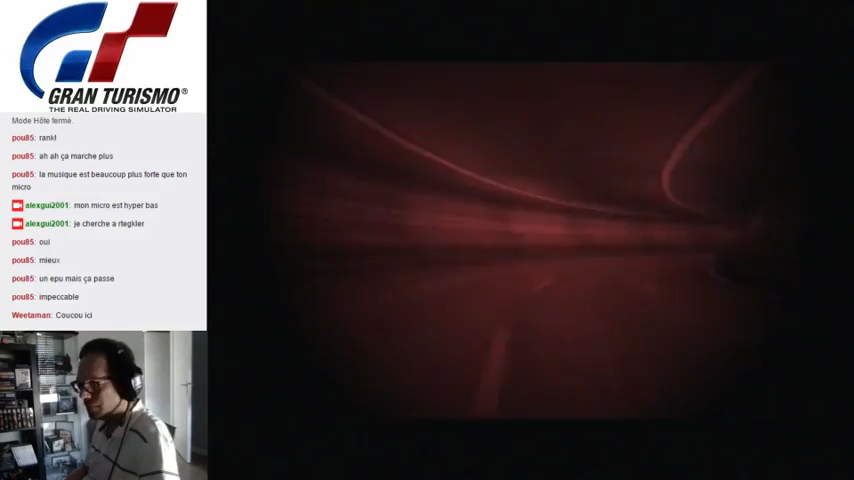 GRAN TURISMO®
THE REAL DRIVING SIMULATOR
Mode Hôte fermé.
pou85: rank!
pou85: ah ah ça marche plus
pou85: la musique est beaucoup plus forte que ton
micro
alexgui2001: mon micro est hyper bas
alexgui2001: je cherche a rtegkler
pou85: oui
pou85: mieux
pou85: un epu mais ça passe
pou85: impeccable
Weetaman: Coucou ici